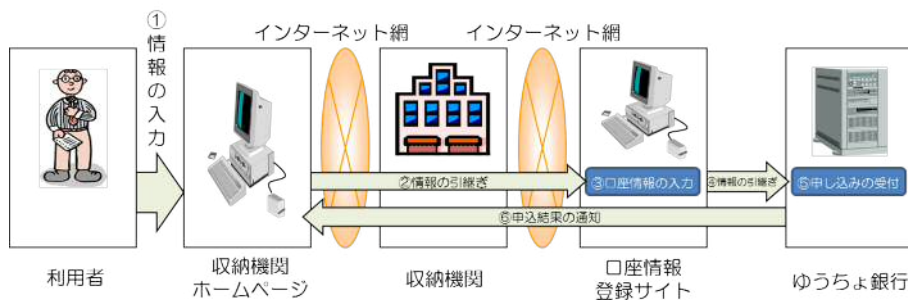 ①情報の入力
インターネット網
インターネット網
②情報の引継ぎ
③口座情報の入力
④情報の引継ぎ
⑤申し込みの受付
⑥申込結果の通知
利用者
収納機関
ホームページ
収納機関
口座情報
登録サイト
ゆうちょ銀行